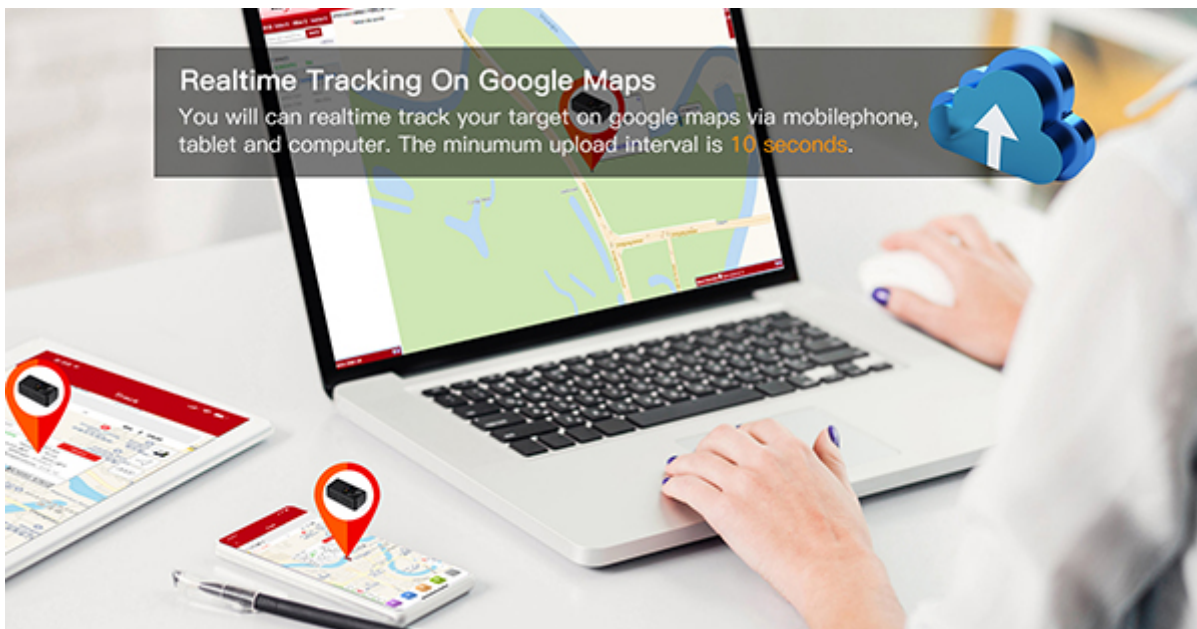 Realtime Tracking On Google Maps
You will can realtime track your target on google maps via mobilephone,
tablet and computer. The minumum upload interval is 10 seconds.